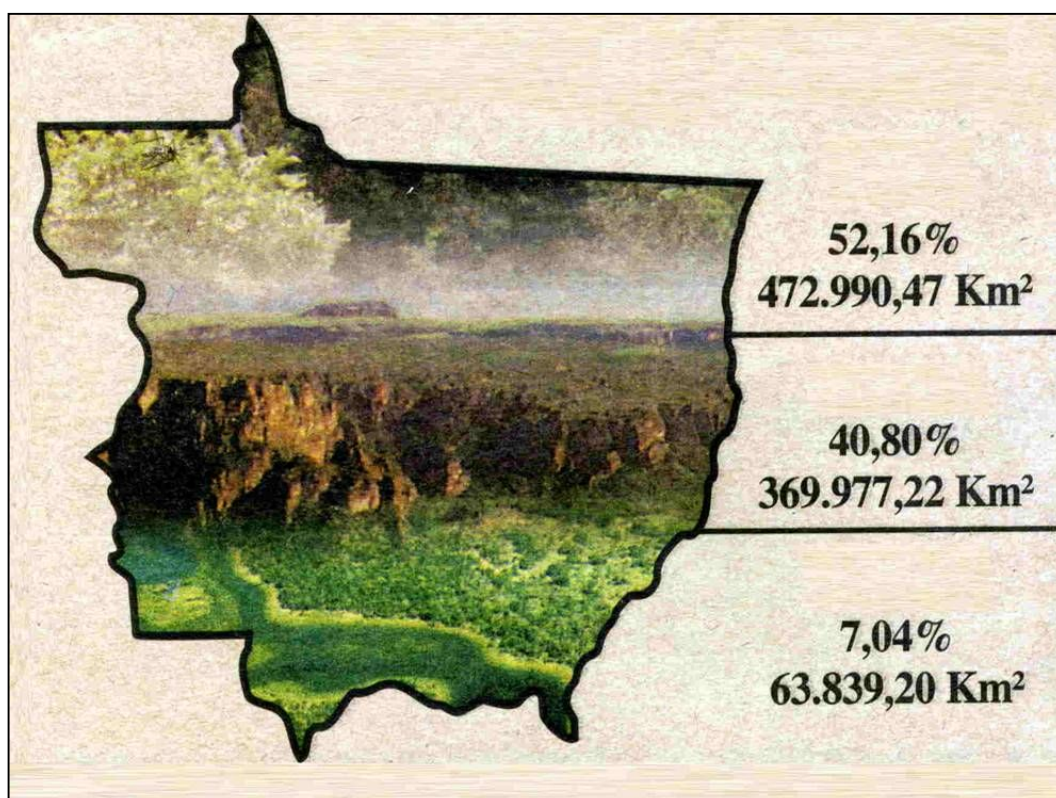 52,16%
472.990,47 Km²
40,80%
369.977,22 Km²
7,04%
63.839,20 Km²